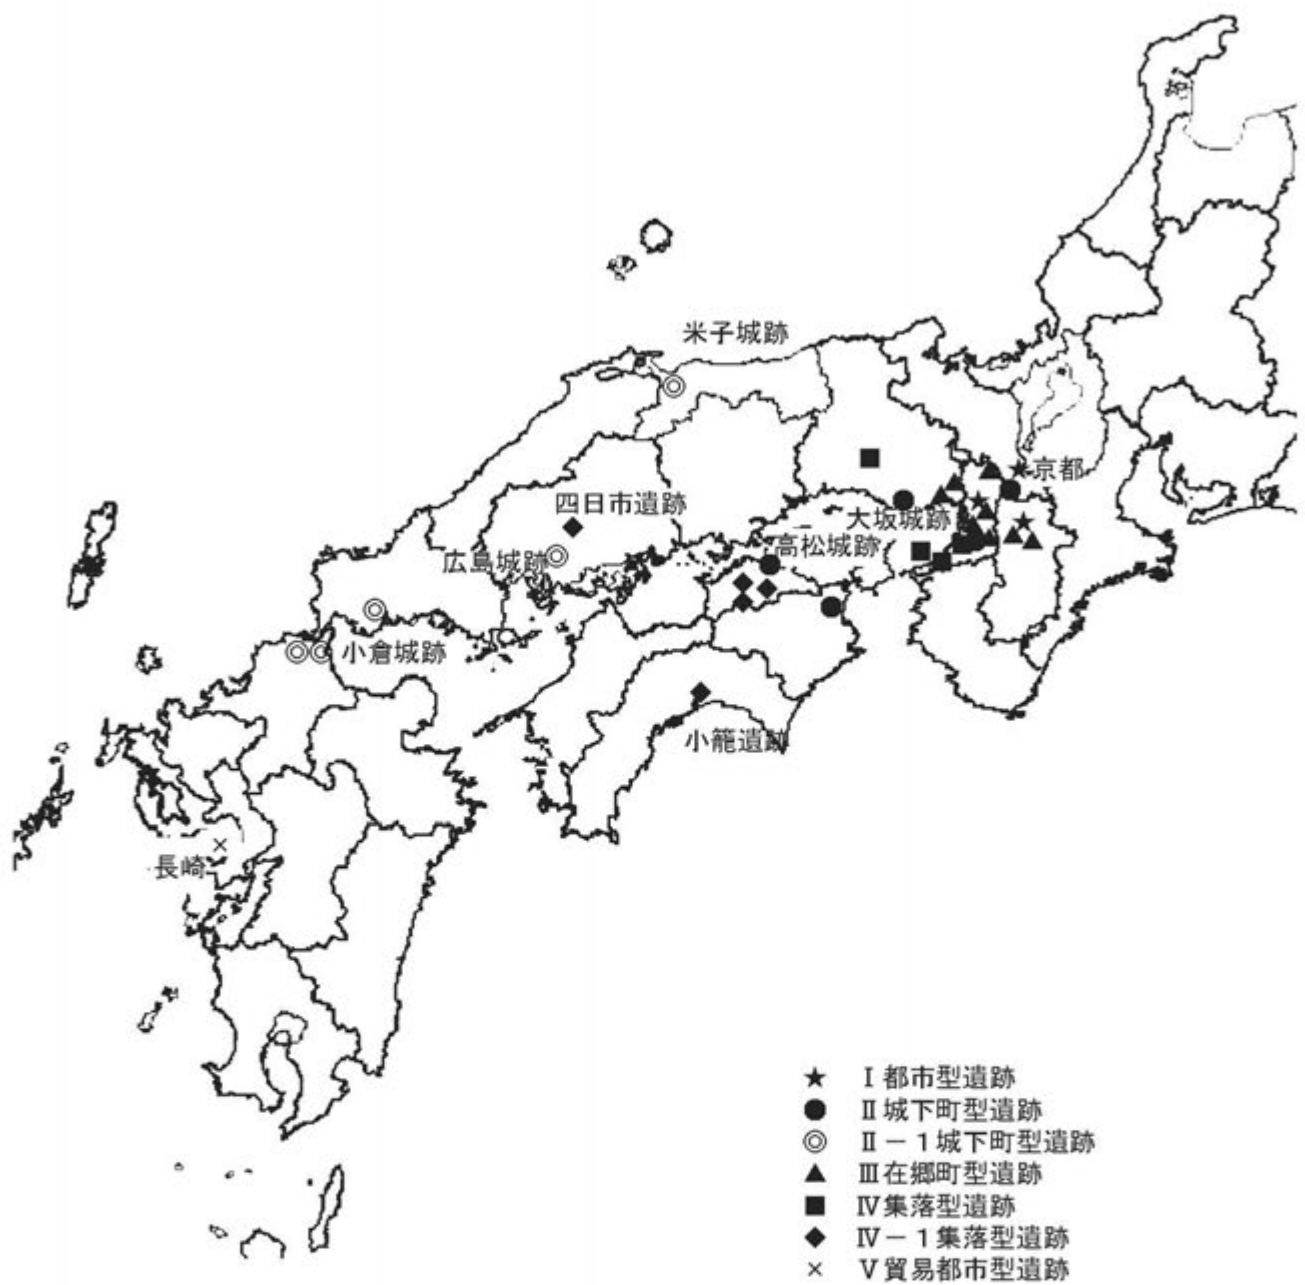 米子城跡
京都
四日市遺跡
大坂城跡
高松城跡
広島城跡
小倉城跡
小籠遺跡
長崎
★ Ⅰ都市型遺跡
● Ⅱ城下町型遺跡
◎ Ⅱ－1城下町型遺跡
▲ Ⅲ在郷町型遺跡
■ Ⅳ集落型遺跡
◆ Ⅳ－1集落型遺跡
× Ⅴ貿易都市型遺跡